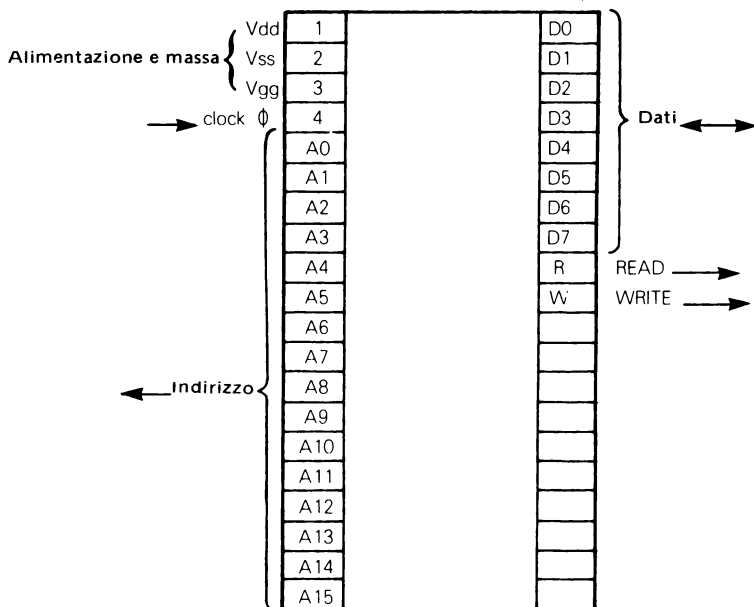 Vdd 1 D0
Alimentazione e massa Vss 2 D1
Vgg 3 D2
clock ϕ 4 D3 Dati
A0 D4
A1 D5
A2 D6
A3 D7
A4 R READ
A5 W WRITE
A6
A7
Indirizzo A8
A9
A10
A11
A12
A13
A14
A15